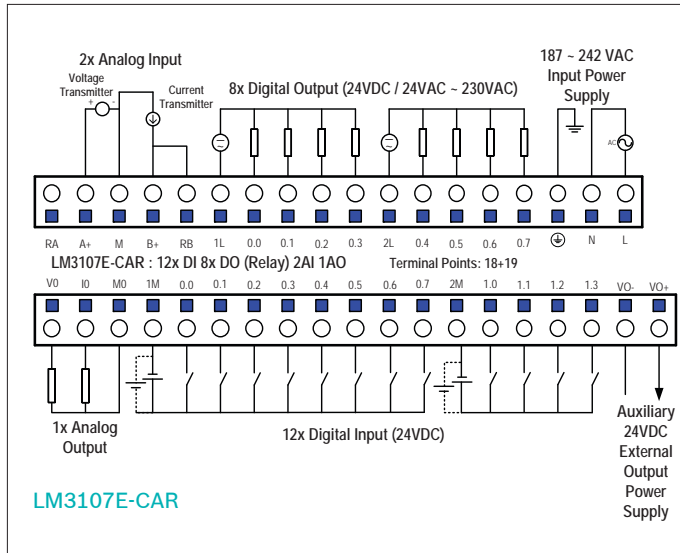 2x Analog Input
Voltage
Transmitter
+ -
Current
Transmitter
8x Digital Output (24VDC / 24VAC ~ 230VAC)
187 ~ 242 VAC
Input Power
Supply
AC
RA A+ M B+ RB 1L 0.0 0.1 0.2 0.3 2L 0.4 0.5 0.6 0.7 N L
LM3107E-CAR : 12x DI 8x DO (Relay) 2AI 1AO Terminal Points: 18+19
V0 I0 M0 1M 0.0 0.1 0.2 0.3 0.4 0.5 0.6 0.7 2M 1.0 1.1 1.2 1.3 VO- VO+
1x Analog
Output
12x Digital Input (24VDC)
Auxiliary
24VDC
External
Output
Power
Supply
LM3107E-CAR